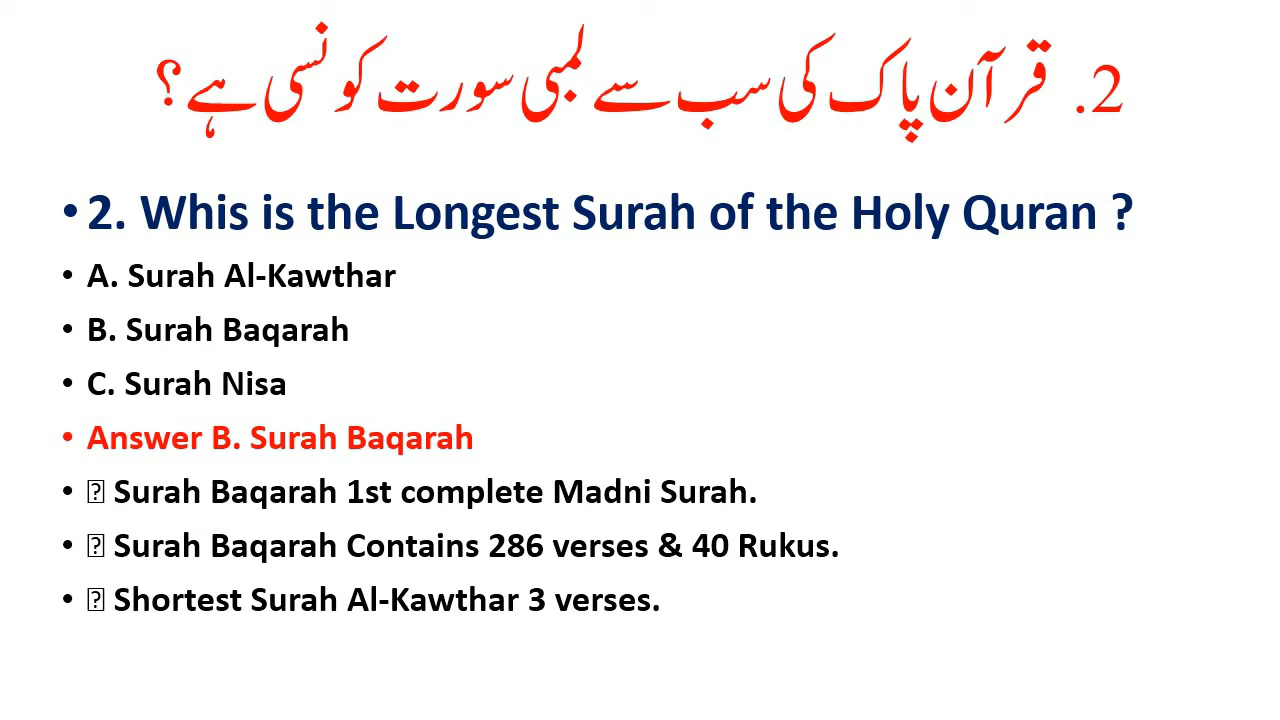 2. قرآن پاک کی سب سے لمبی سورت کونسی ہے؟
• 2. Whis is the Longest Surah of the Holy Quran ?
• A. Surah Al-Kawthar
• B. Surah Baqarah
• C. Surah Nisa
• Answer B. Surah Baqarah
• ⍰ Surah Baqarah 1st complete Madni Surah.
• ⍰ Surah Baqarah Contains 286 verses & 40 Rukus.
• ⍰ Shortest Surah Al-Kawthar 3 verses.